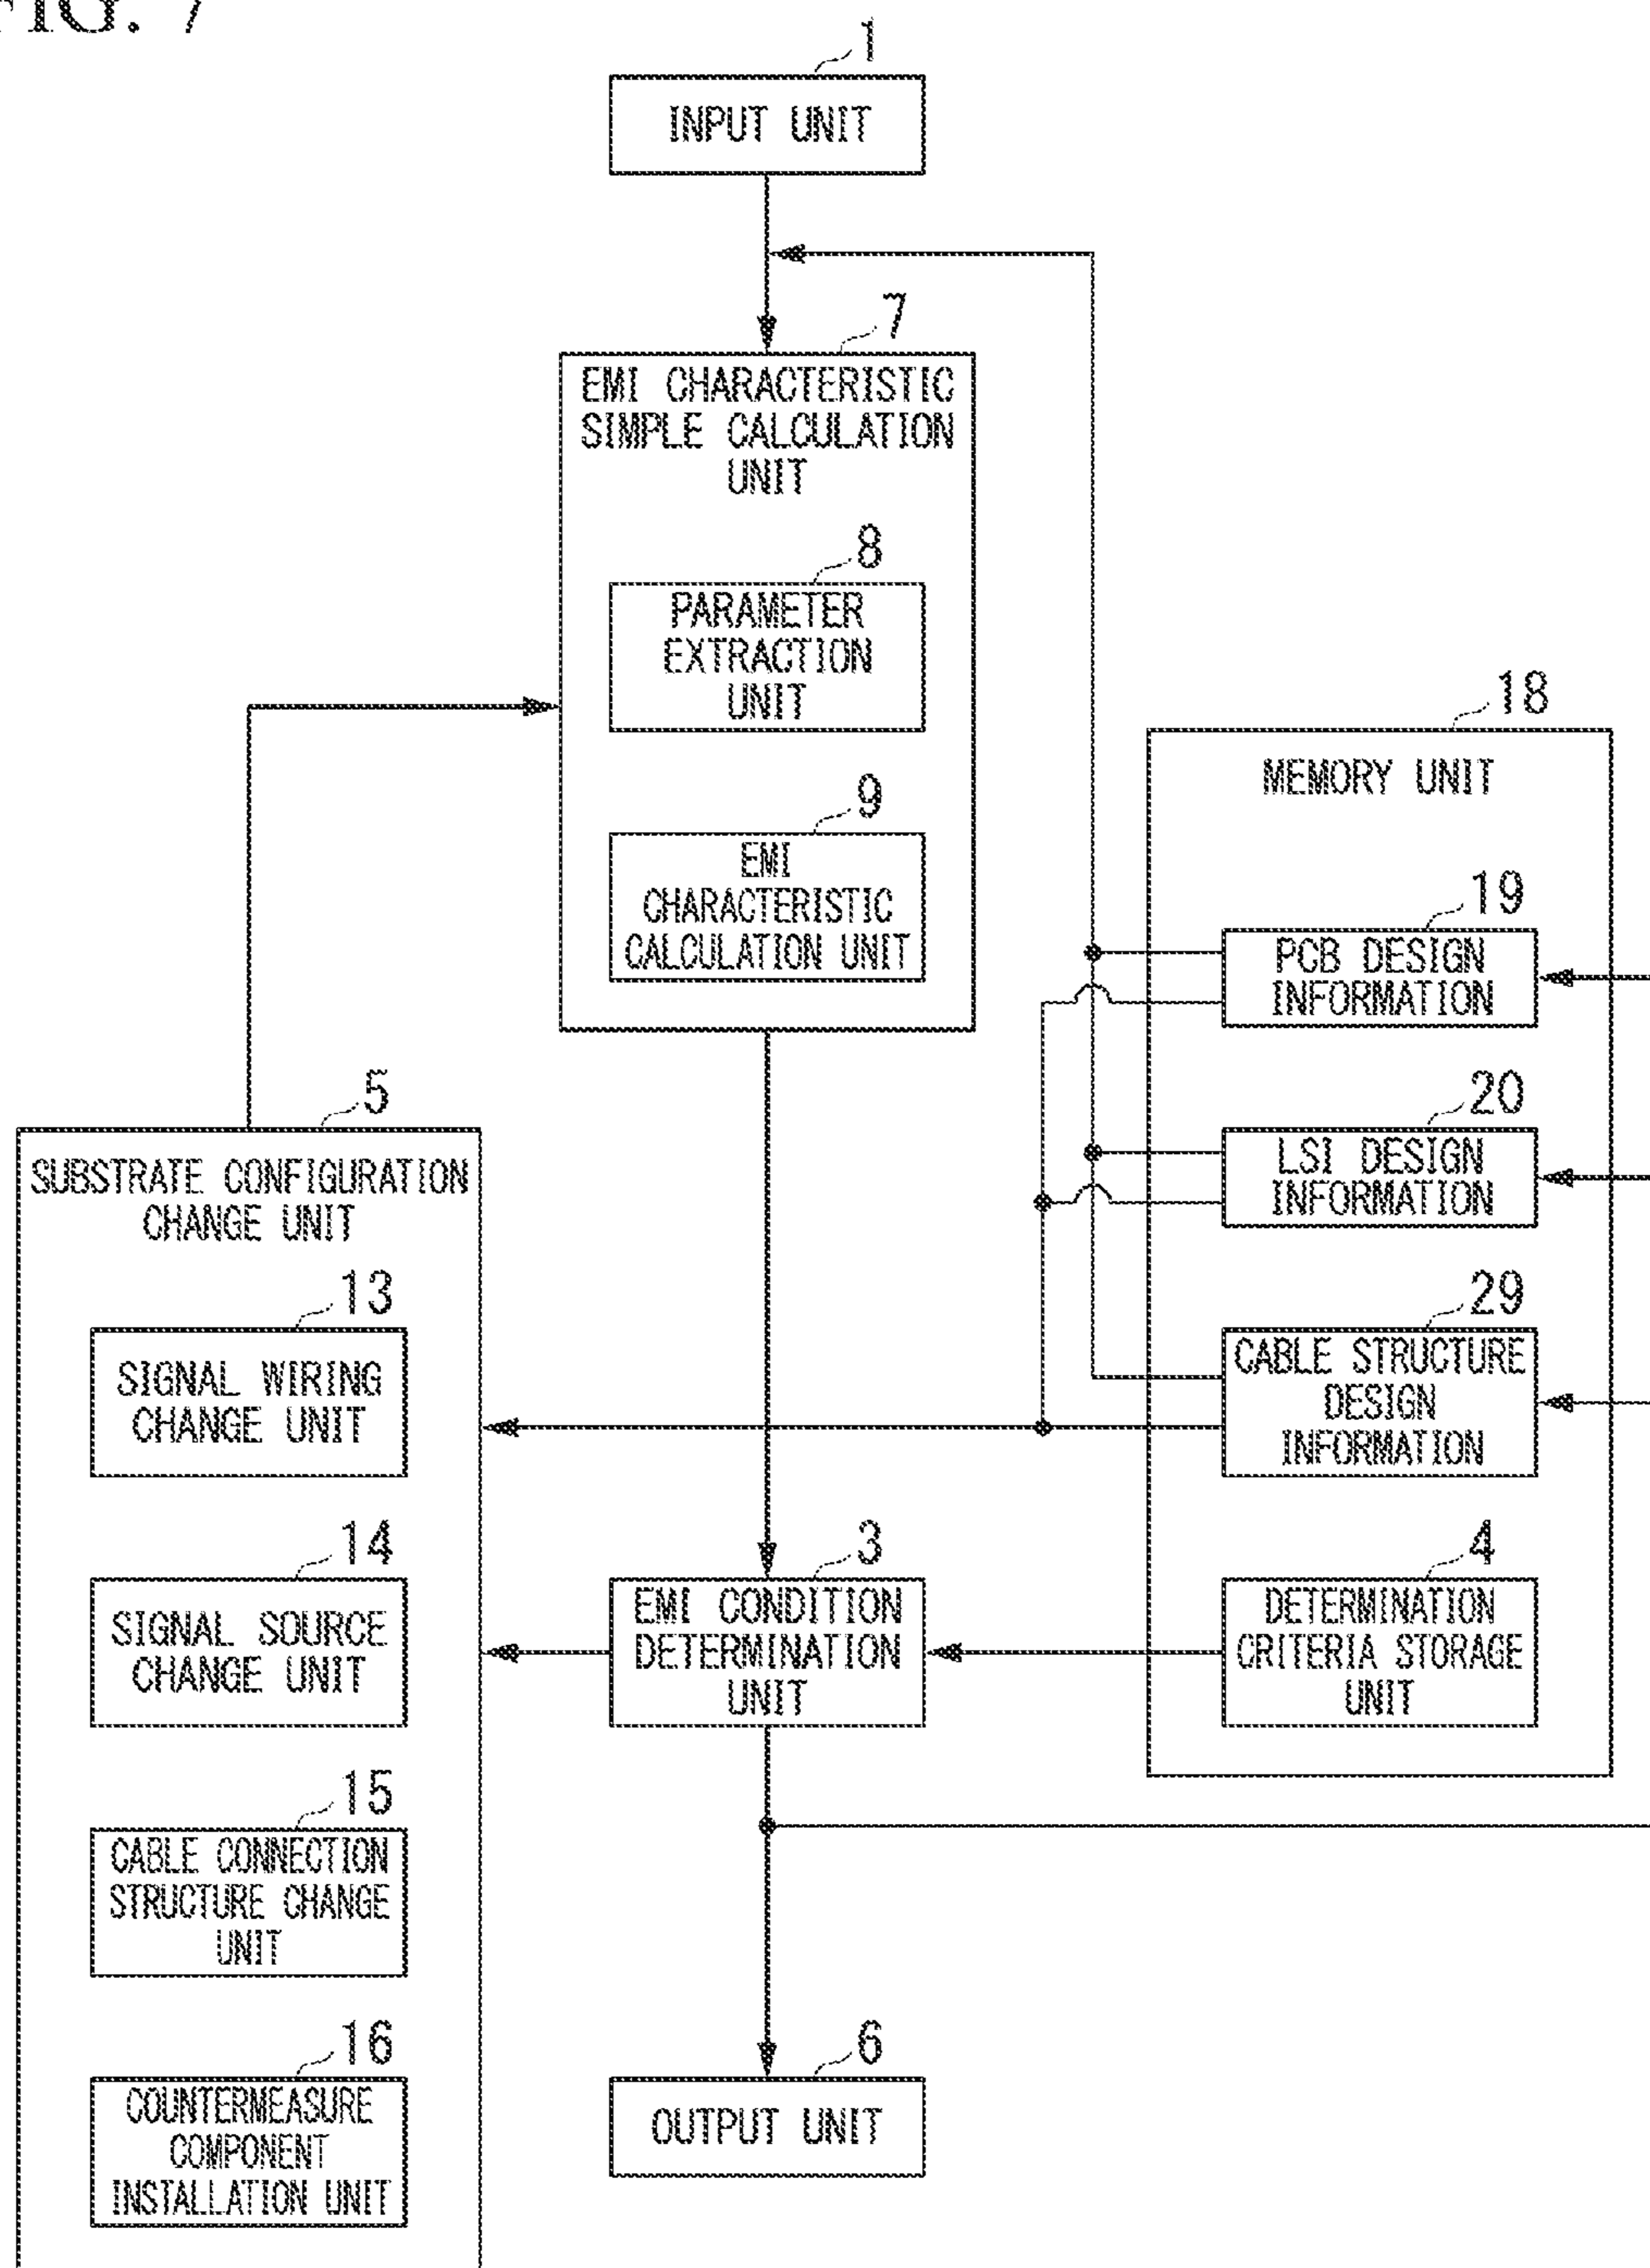 FIG. 7
1
INPUT UNIT
7
EMI CHARACTERISTIC
SIMPLE CALCULATION
UNIT
8
PARAMETER
EXTRACTION
UNIT
9
EMI
CHARACTERISTIC
CALCULATION UNIT
18
MEMORY UNIT
19
PCB DESIGN
INFORMATION
20
LSI DESIGN
INFORMATION
29
CABLE STRUCTURE
DESIGN
INFORMATION
4
DETERMINATION
CRITERIA STORAGE
UNIT
5
SUBSTRATE CONFIGURATION
CHANGE UNIT
13
SIGNAL WIRING
CHANGE UNIT
14
SIGNAL SOURCE
CHANGE UNIT
15
CABLE CONNECTION
STRUCTURE CHANGE
UNIT
16
COUNTERMEASURE
COMPONENT
INSTALLATION UNIT
3
EMI CONDITION
DETERMINATION
UNIT
6
OUTPUT UNIT